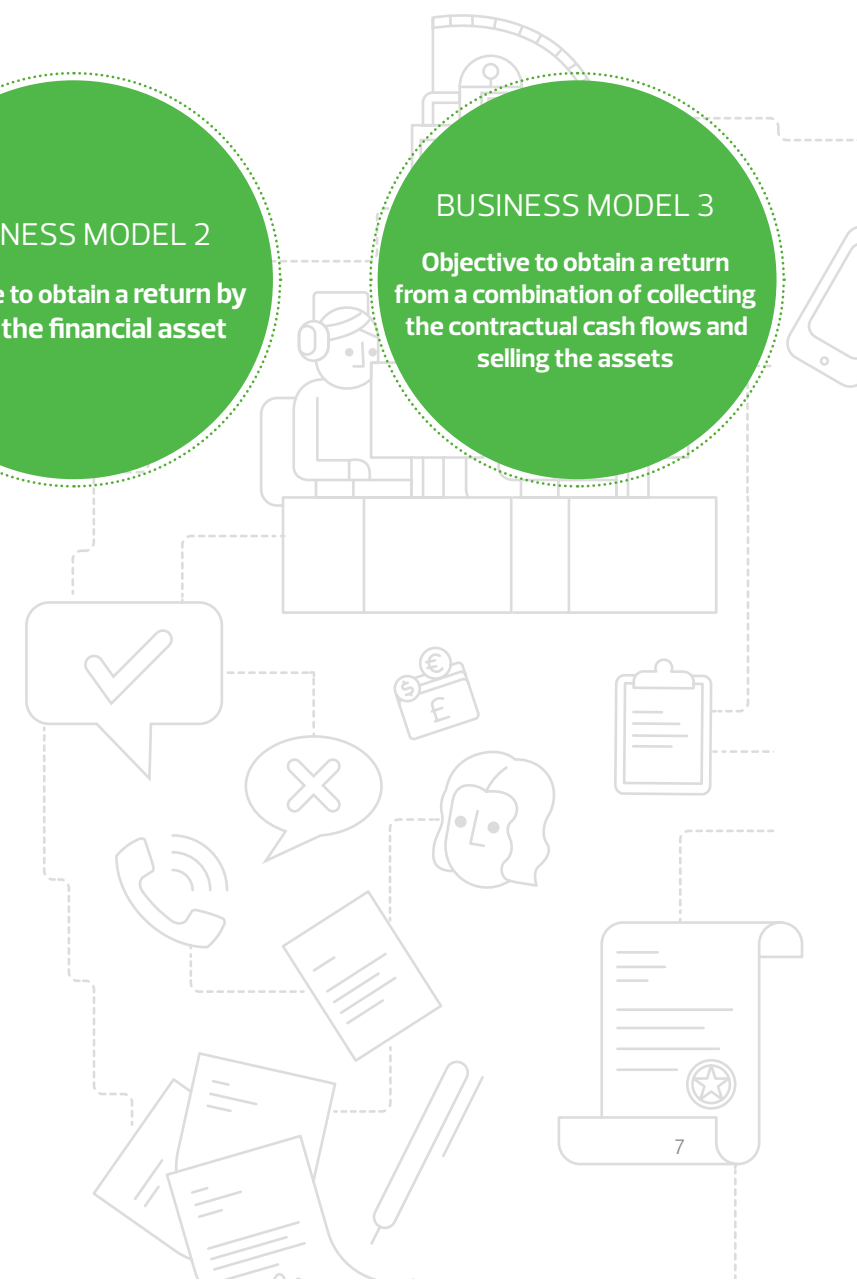 NESS MODEL 2
e to obtain a return by
the financial asset
BUSINESS MODEL 3
Objective to obtain a return
from a combination of collecting
the contractual cash flows and
selling the assets
€
$
£
7